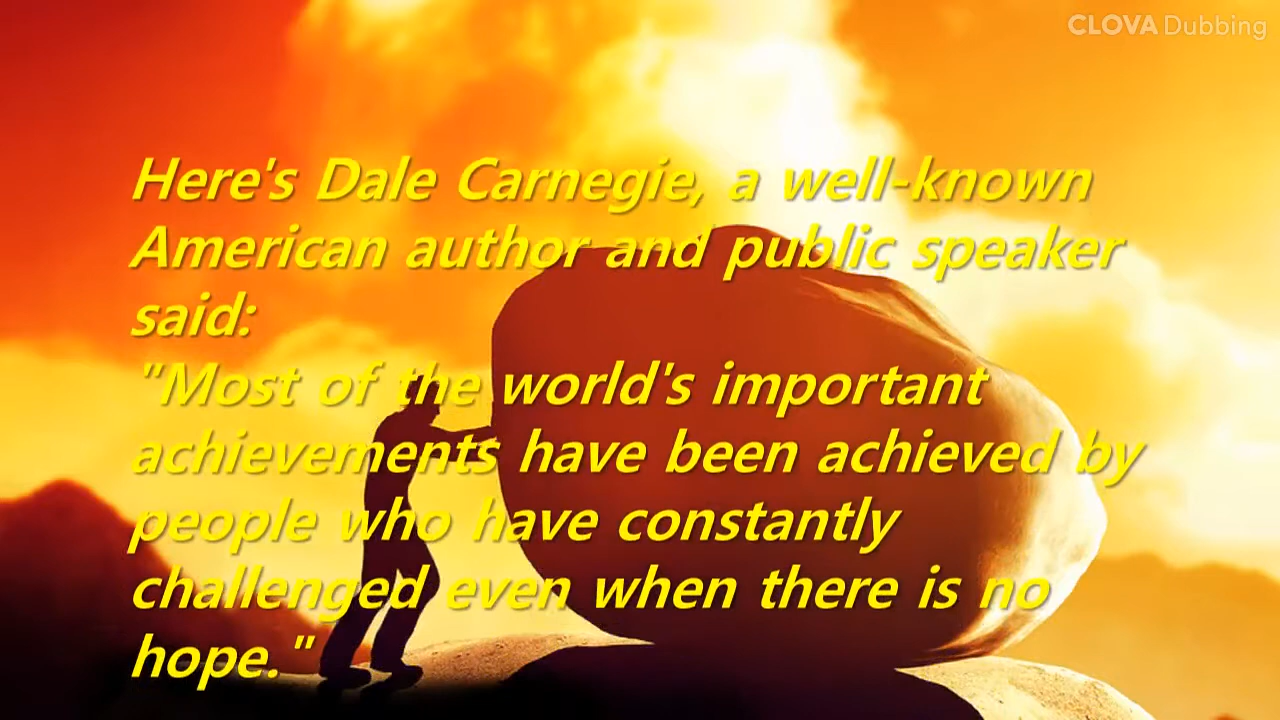 CLOVA Dubbing
Here's Dale Carnegie, a well-known
American author and public speaker
said:
"Most of the world's important
achievements have been achieved by
people who have constantly
challenged even when there is no
hope."